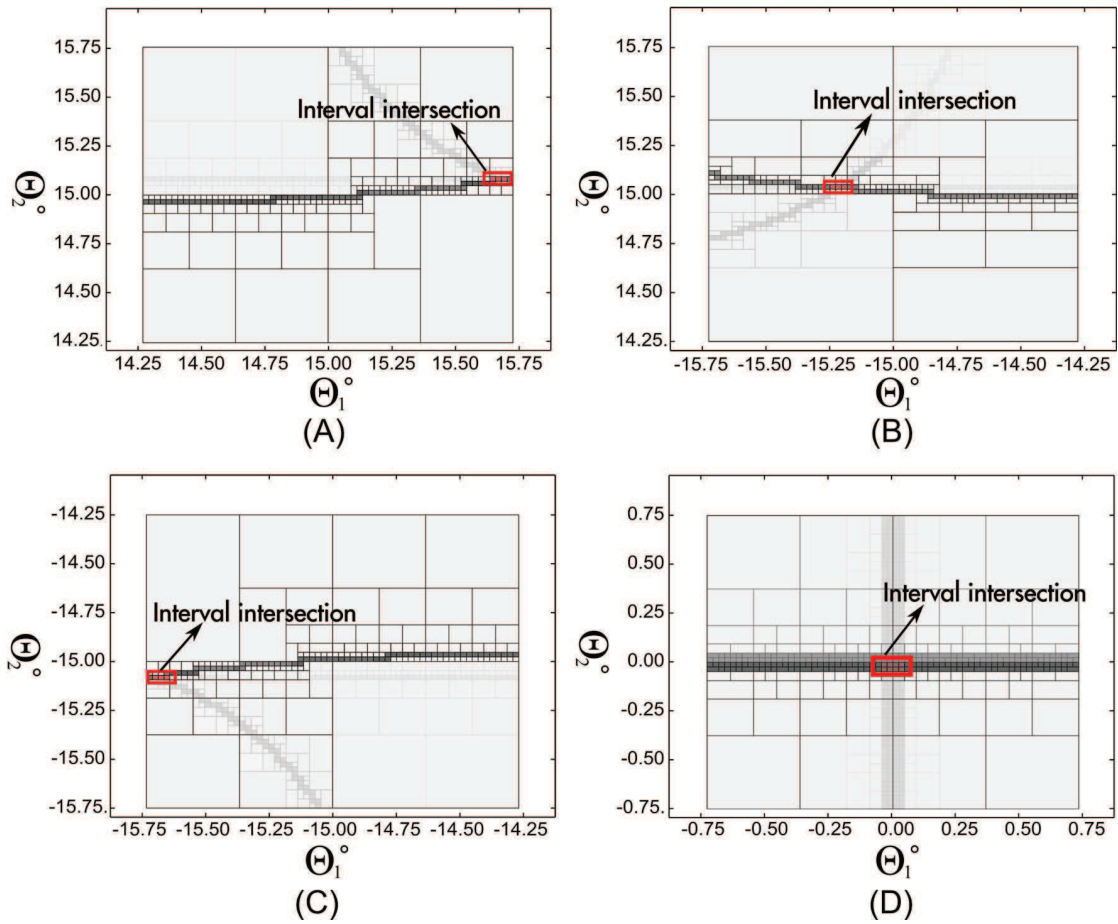 15.75
15.50
15.25
15.00
14.75
14.50
14.25
Θ₂°
Interval intersection
14.25 14.50 14.75 15.00 15.25 15.50 15.75
Θ₁°
(A)
15.75
15.50
15.25
15.00
14.75
14.50
14.25
Θ₂°
Interval intersection
-15.75 -15.50 -15.25 -15.00 -14.75 -14.50 -14.25
Θ₁°
(B)
-14.25
-14.50
-14.75
-15.00
-15.25
-15.50
-15.75
Θ₂°
Interval intersection
-15.75 -15.50 -15.25 -15.00 -14.75 -14.50 -14.25
Θ₁°
(C)
0.75
0.50
0.25
0.00
-0.25
-0.50
-0.75
Θ₂°
Interval intersection
-0.75 -0.50 -0.25 0.00 0.25 0.50 0.75
Θ₁°
(D)